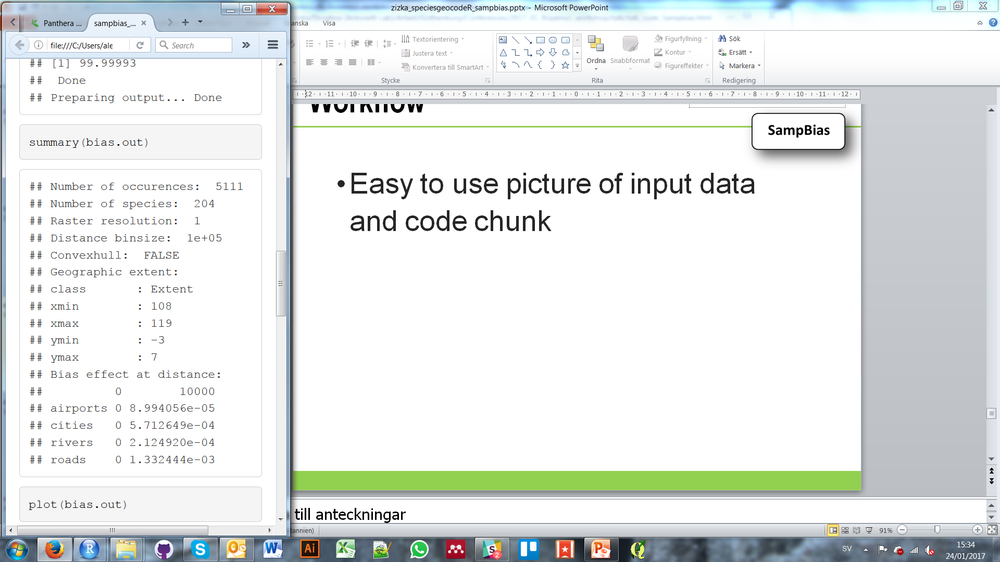 zizka_speciesgeocodeR_sampbias.pptx - Microsoft PowerPoint
Panthera ...
sampbias_...
anska
Visa
file:///C:/Users/ale
Search
Textorientering
Justera text
Konvertera till SmartArt
Stycke
Ordna
Snabbformat
Figurfyllning
Kontur
Figureffekter
Rita
Sök
Ersätt
Markera
Redigering
12 11 10 9 8 7 6 5 4 3 2 1 0 1 2 3 4 5 6 7 8 9 10 11 12
## [1] 99.99993
## Done
## Preparing output... Done
summary(bias.out)
## Number of occurences: 5111
## Number of species: 204
## Raster resolution: 1
## Distance binsize: 1e+05
## Convexhull: FALSE
## Geographic extent:
## class : Extent
## xmin : 108
## xmax : 119
## ymin : -3
## ymax : 7
## Bias effect at distance:
## 0 10000
## airports 0 8.994056e-05
## cities 0 5.712649e-04
## rivers 0 2.124920e-04
## roads 0 1.332444e-03
plot(bias.out)
Workflow
SampBias
•Easy to use picture of input data
and code chunk
till anteckningar
tannien)
91%
SV
15:34
24/01/2017